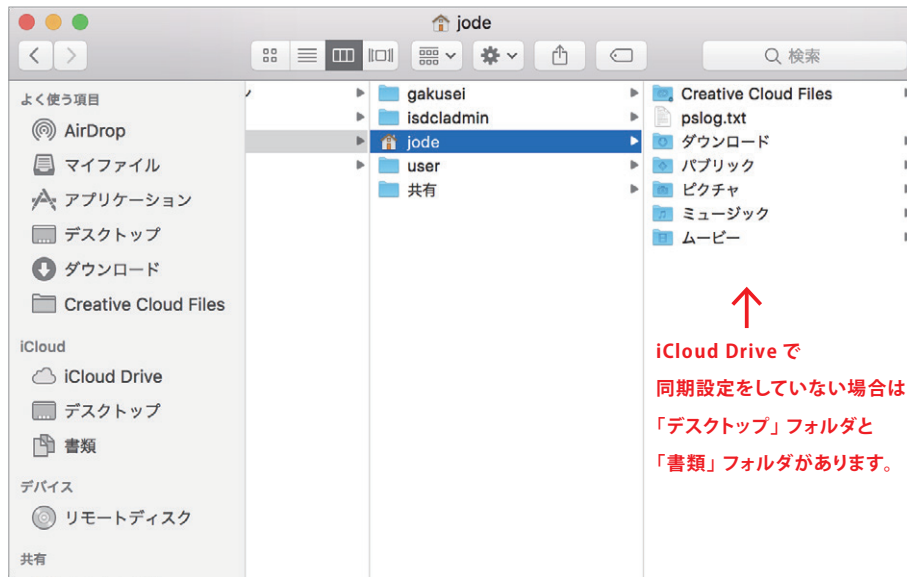 jode
検索
よく使う項目
AirDrop
マイファイル
アプリケーション
デスクトップ
ダウンロード
Creative Cloud Files
iCloud
iCloud Drive
デスクトップ
書類
デバイス
リモートディスク
共有
gakusei
isdcladmin
jode
user
共有
Creative Cloud Files
pslog.txt
ダウンロード
パブリック
ピクチャ
ミュージック
ムービー
iCloud Drive で
同期設定をしていない場合は
「デスクトップ」フォルダと
「書類」フォルダがあります。